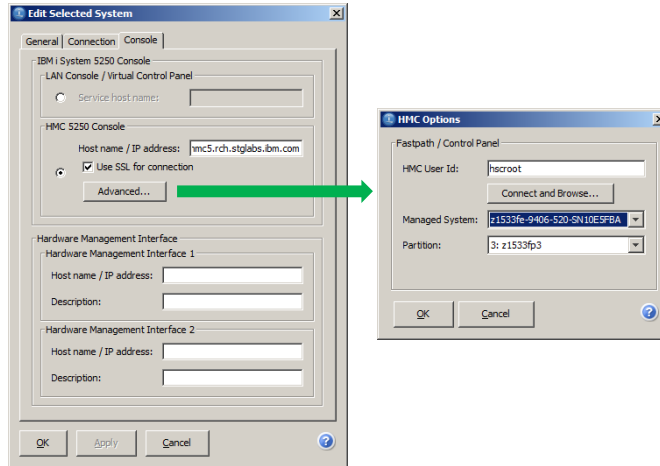 Edit Selected System
General Connection Console
IBM i System 5250 Console
LAN Console / Virtual Control Panel
Service host name:
HMC 5250 Console
Host name / IP address: hmc5.rch.stglabs.ibm.com
Use SSL for connection
Advanced...
Hardware Management Interface
Hardware Management Interface 1
Host name / IP address:
Description:
Hardware Management Interface 2
Host name / IP address:
Description:
OK Apply Cancel
HMC Options
Fastpath / Control Panel
HMC User Id: hscroot
Connect and Browse...
Managed System: z1533fe-9406-520-SN10E5FBA
Partition: 3: z1533fp3
OK Cancel